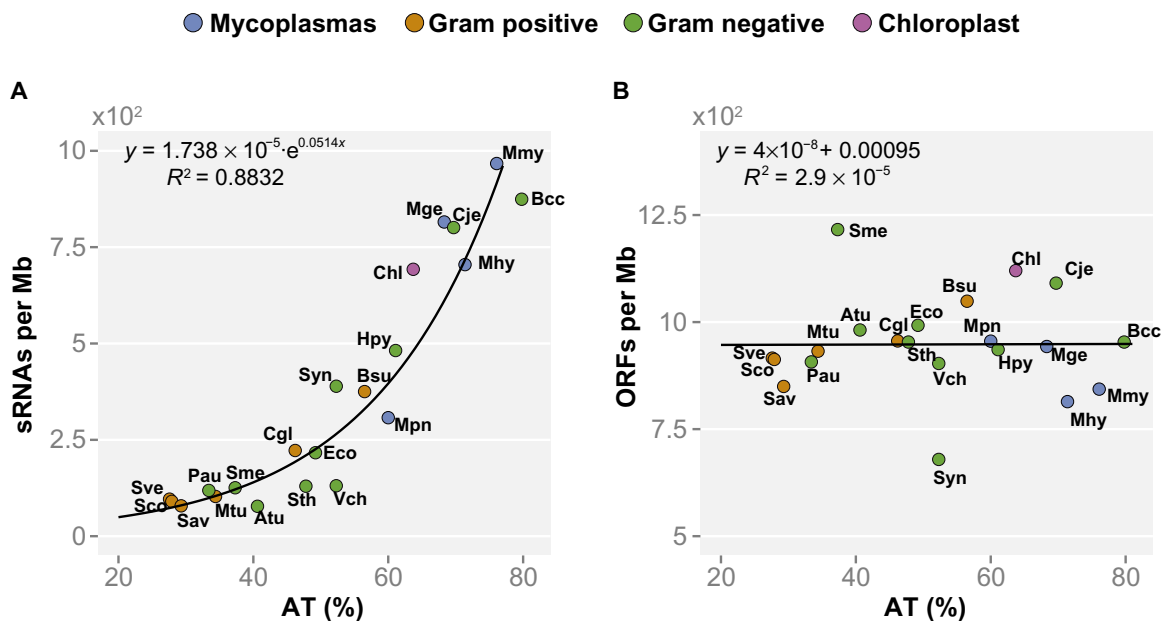 Mycoplasmas Gram positive Gram negative Chloroplast
A
x10²
sRNAs per Mb
10
7.5
5
2.5
0
y = 1.738 × 10⁻⁵·e⁰·⁰⁵¹⁴ˣ
R² = 0.8832
Mmy
Bcc
Mge
Cje
Mhy
Chl
Hpy
Syn
Bsu
Mpn
Cgl
Eco
Pau
Sme
Sve
Sco
Sav
Mtu
Atu
Sth
Vch
20 40 60 80
AT (%)
B
x10²
ORFs per Mb
12.5
10
7.5
5
y = 4×10⁻⁸+ 0.00095
R² = 2.9 × 10⁻⁵
Sme
Chl
Cje
Bsu
Atu
Eco
Mtu
Cgl
Mpn
Bcc
Sve
Sco
Pau
Sth
Hpy
Mge
Sav
Vch
Mmy
Mhy
Syn
20 40 60 80
AT (%)